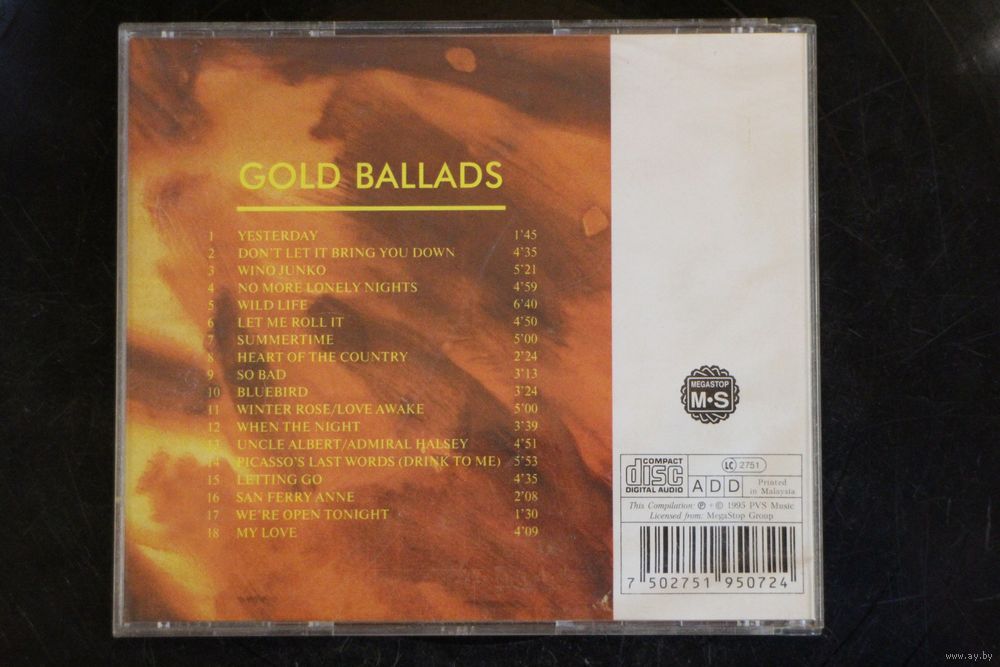 GOLD BALLADS
1 YESTERDAY 1'45
2 DON'T LET IT BRING YOU DOWN 4'35
3 WINO JUNKO 5'21
4 NO MORE LONELY NIGHTS 4'59
5 WILD LIFE 6'40
6 LET ME ROLL IT 4'50
7 SUMMERTIME 5'00
8 HEART OF THE COUNTRY 2'24
9 SO BAD 3'13
10 BLUEBIRD 3'24
11 WINTER ROSE/LOVE AWAKE 5'00
12 WHEN THE NIGHT 3'39
13 UNCLE ALBERT/ADMIRAL HALSEY 4'51
14 PICASSO'S LAST WORDS (DRINK TO ME) 5'53
15 LETTING GO 4'35
16 SAN FERRY ANNE 2'08
17 WE'RE OPEN TONIGHT 1'30
18 MY LOVE 4'09
MEGASTOP
M•S
COMPACT
disc
DIGITAL AUDIO
LC 2751
ADD
Printed
in Malaysia
This Compilation: ℗ + © 1995 PVS Music
Licensed from: MegaStop Group.
7 502751 950724
www.ay.by